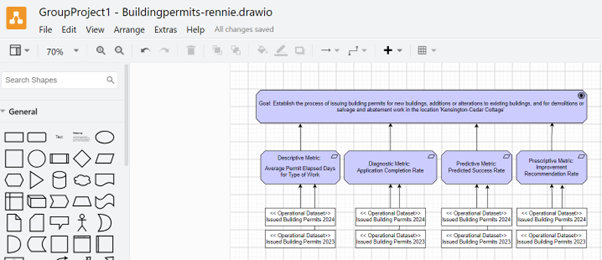 GroupProject1 - Buildingpermits-rennie.drawio
File Edit View Arrange Extras Help All changes saved
70%
Search Shapes
General
Text
Goal: Establish the process of issuing building permits for new buildings, additions or alterations to existing buildings, and for demolitions or
salvage and abatement work in the location 'Kensington-Cedar Cottage'
Descriptive Metric:
Average Permit Elapsed Days
for Type of Work
Diagnostic Metric:
Application Completion Rate
Predictive Metric:
Predicted Success Rate
Prescriptive Metric:
Improvement
Recommendation Rate
<< Operational Dataset>>
Issued Building Permits 2024
<< Operational Dataset>>
Issued Building Permits 2024
<< Operational Dataset>>
Issued Building Permits 2024
<< Operational Dataset>>
Issued Building Permits 2024
<< Operational Dataset>>
Issued Building Permits 2023
<< Operational Dataset>>
Issued Building Permits 2023
<< Operational Dataset>>
Issued Building Permits 2023
<< Operational Dataset>>
Issued Building Permits 2023